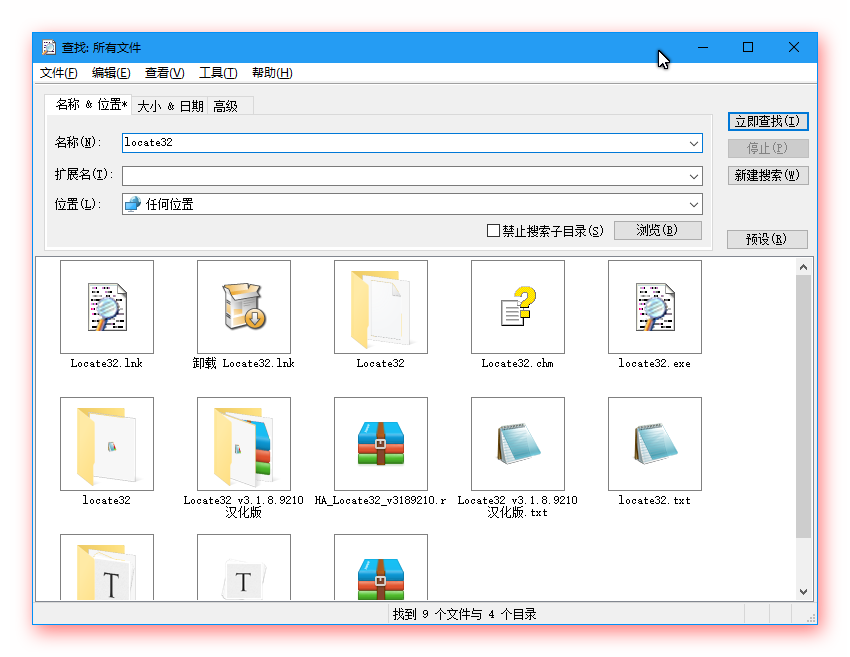 查找: 所有文件
文件(F) 编辑(E) 查看(V) 工具(T) 帮助(H)
名称 & 位置* 大小 & 日期 高级
名称(N): locate32
扩展名(T):
位置(L): 任何位置
禁止搜索子目录(S) 浏览(B)
立即查找(I)
停止(P)
新建搜索(W)
预设(R)
Locate32.lnk 卸载 Locate32.lnk Locate32 Locate32.chm locate32.exe
locate32 Locate32_v3.1.8.9210 HA_Locate32_v3189210.r Locate32_v3.1.8.9210 locate32.txt
汉化版 汉化版.txt
T T
找到 9 个文件与 4 个目录